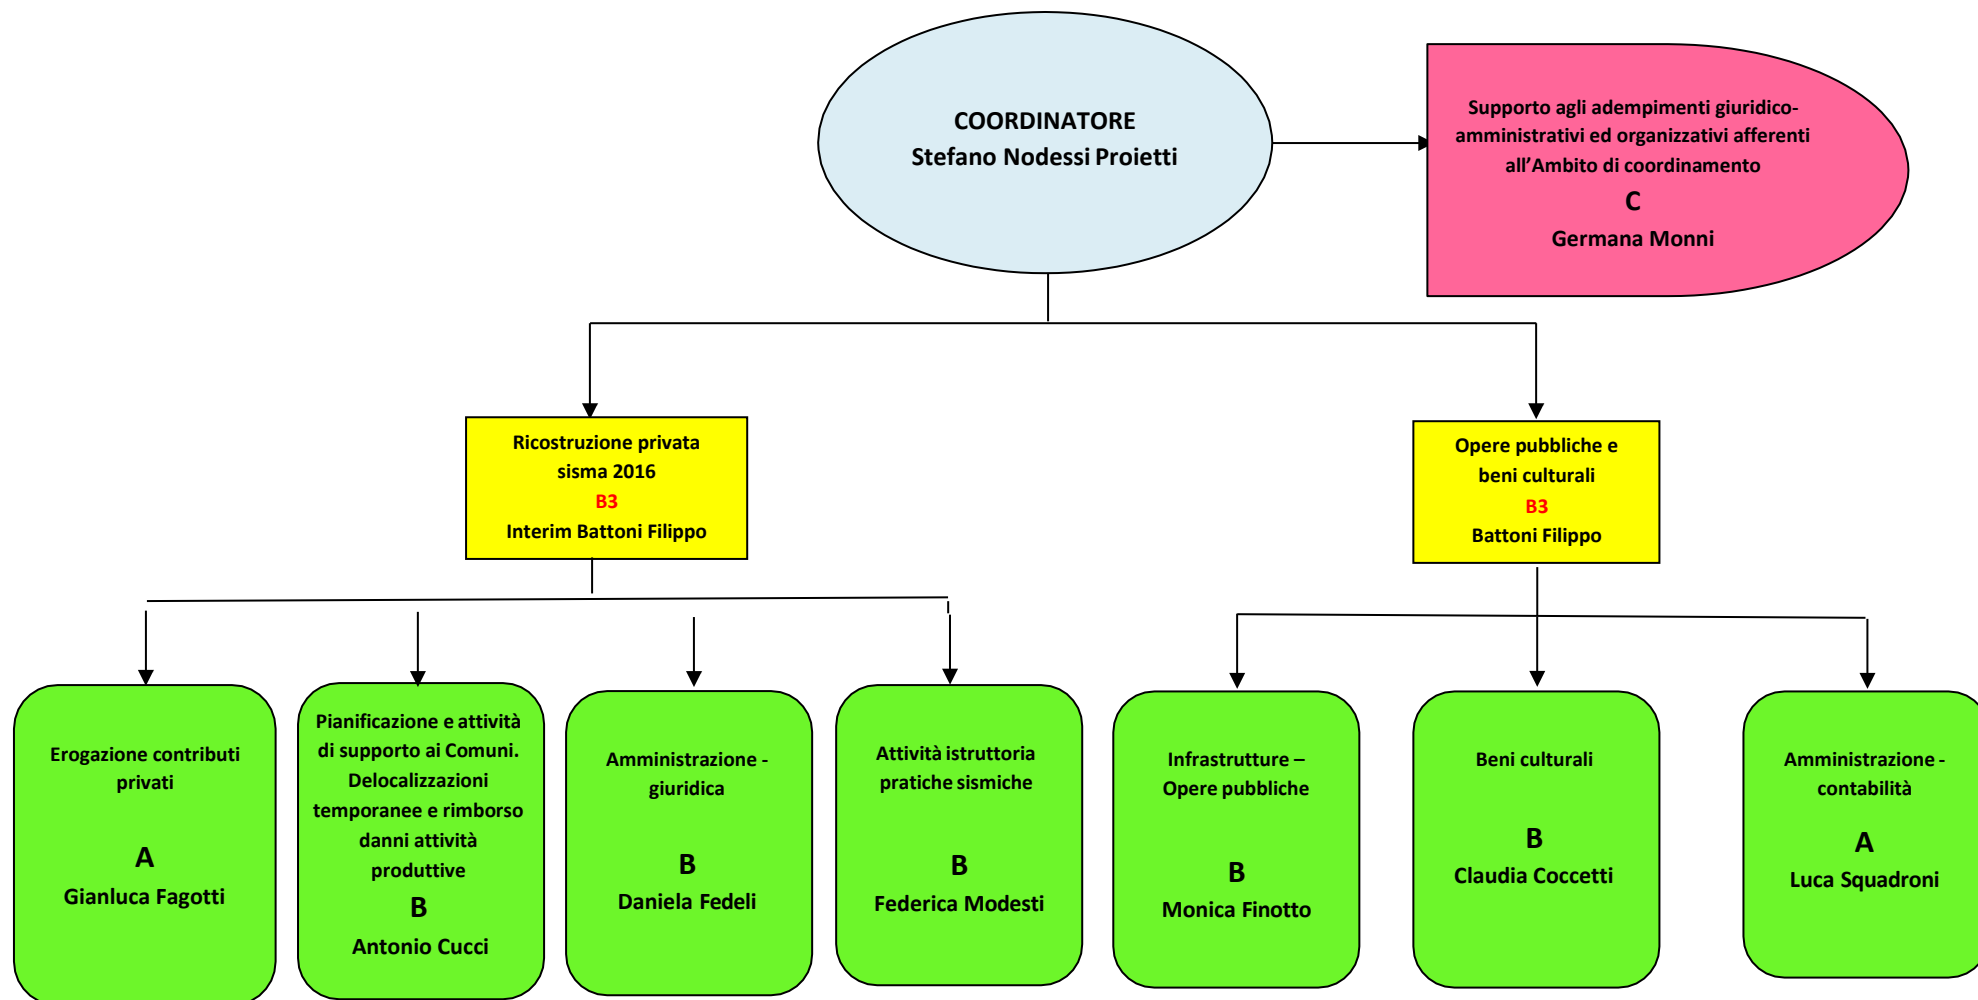 COORDINATORE
Stefano Nodessi Proietti
Supporto agli adempimenti giuridico-
amministrativi ed organizzativi afferenti
all’Ambito di coordinamento
C
Germana Monni
Ricostruzione privata
sisma 2016
B3
Interim Battoni Filippo
Opere pubbliche e
beni culturali
B3
Battoni Filippo
Erogazione contributi
privati
A
Gianluca Fagotti
Pianificazione e attività
di supporto ai Comuni.
Delocalizzazioni
temporanee e rimborso
danni attività
produttive
B
Antonio Cucci
Amministrazione -
giuridica
B
Daniela Fedeli
Attività istruttoria
pratiche sismiche
B
Federica Modesti
Infrastrutture –
Opere pubbliche
B
Monica Finotto
Beni culturali
B
Claudia Coccetti
Amministrazione -
contabilità
A
Luca Squadroni